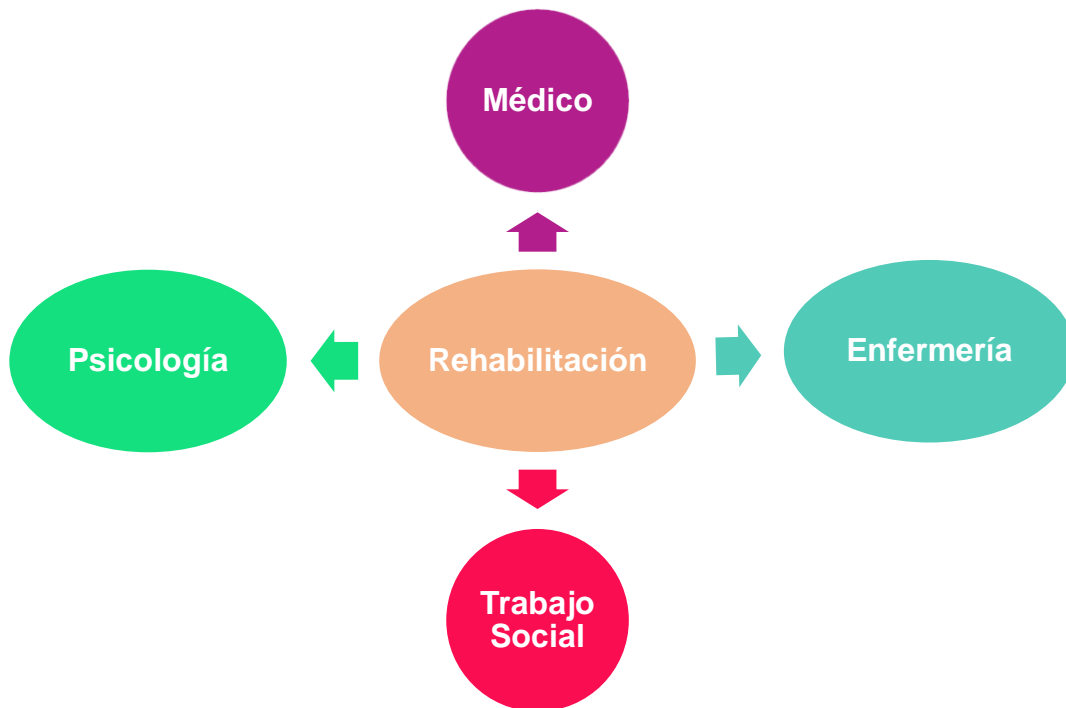 Médico
Psicología
Rehabilitación
Enfermería
Trabajo
Social